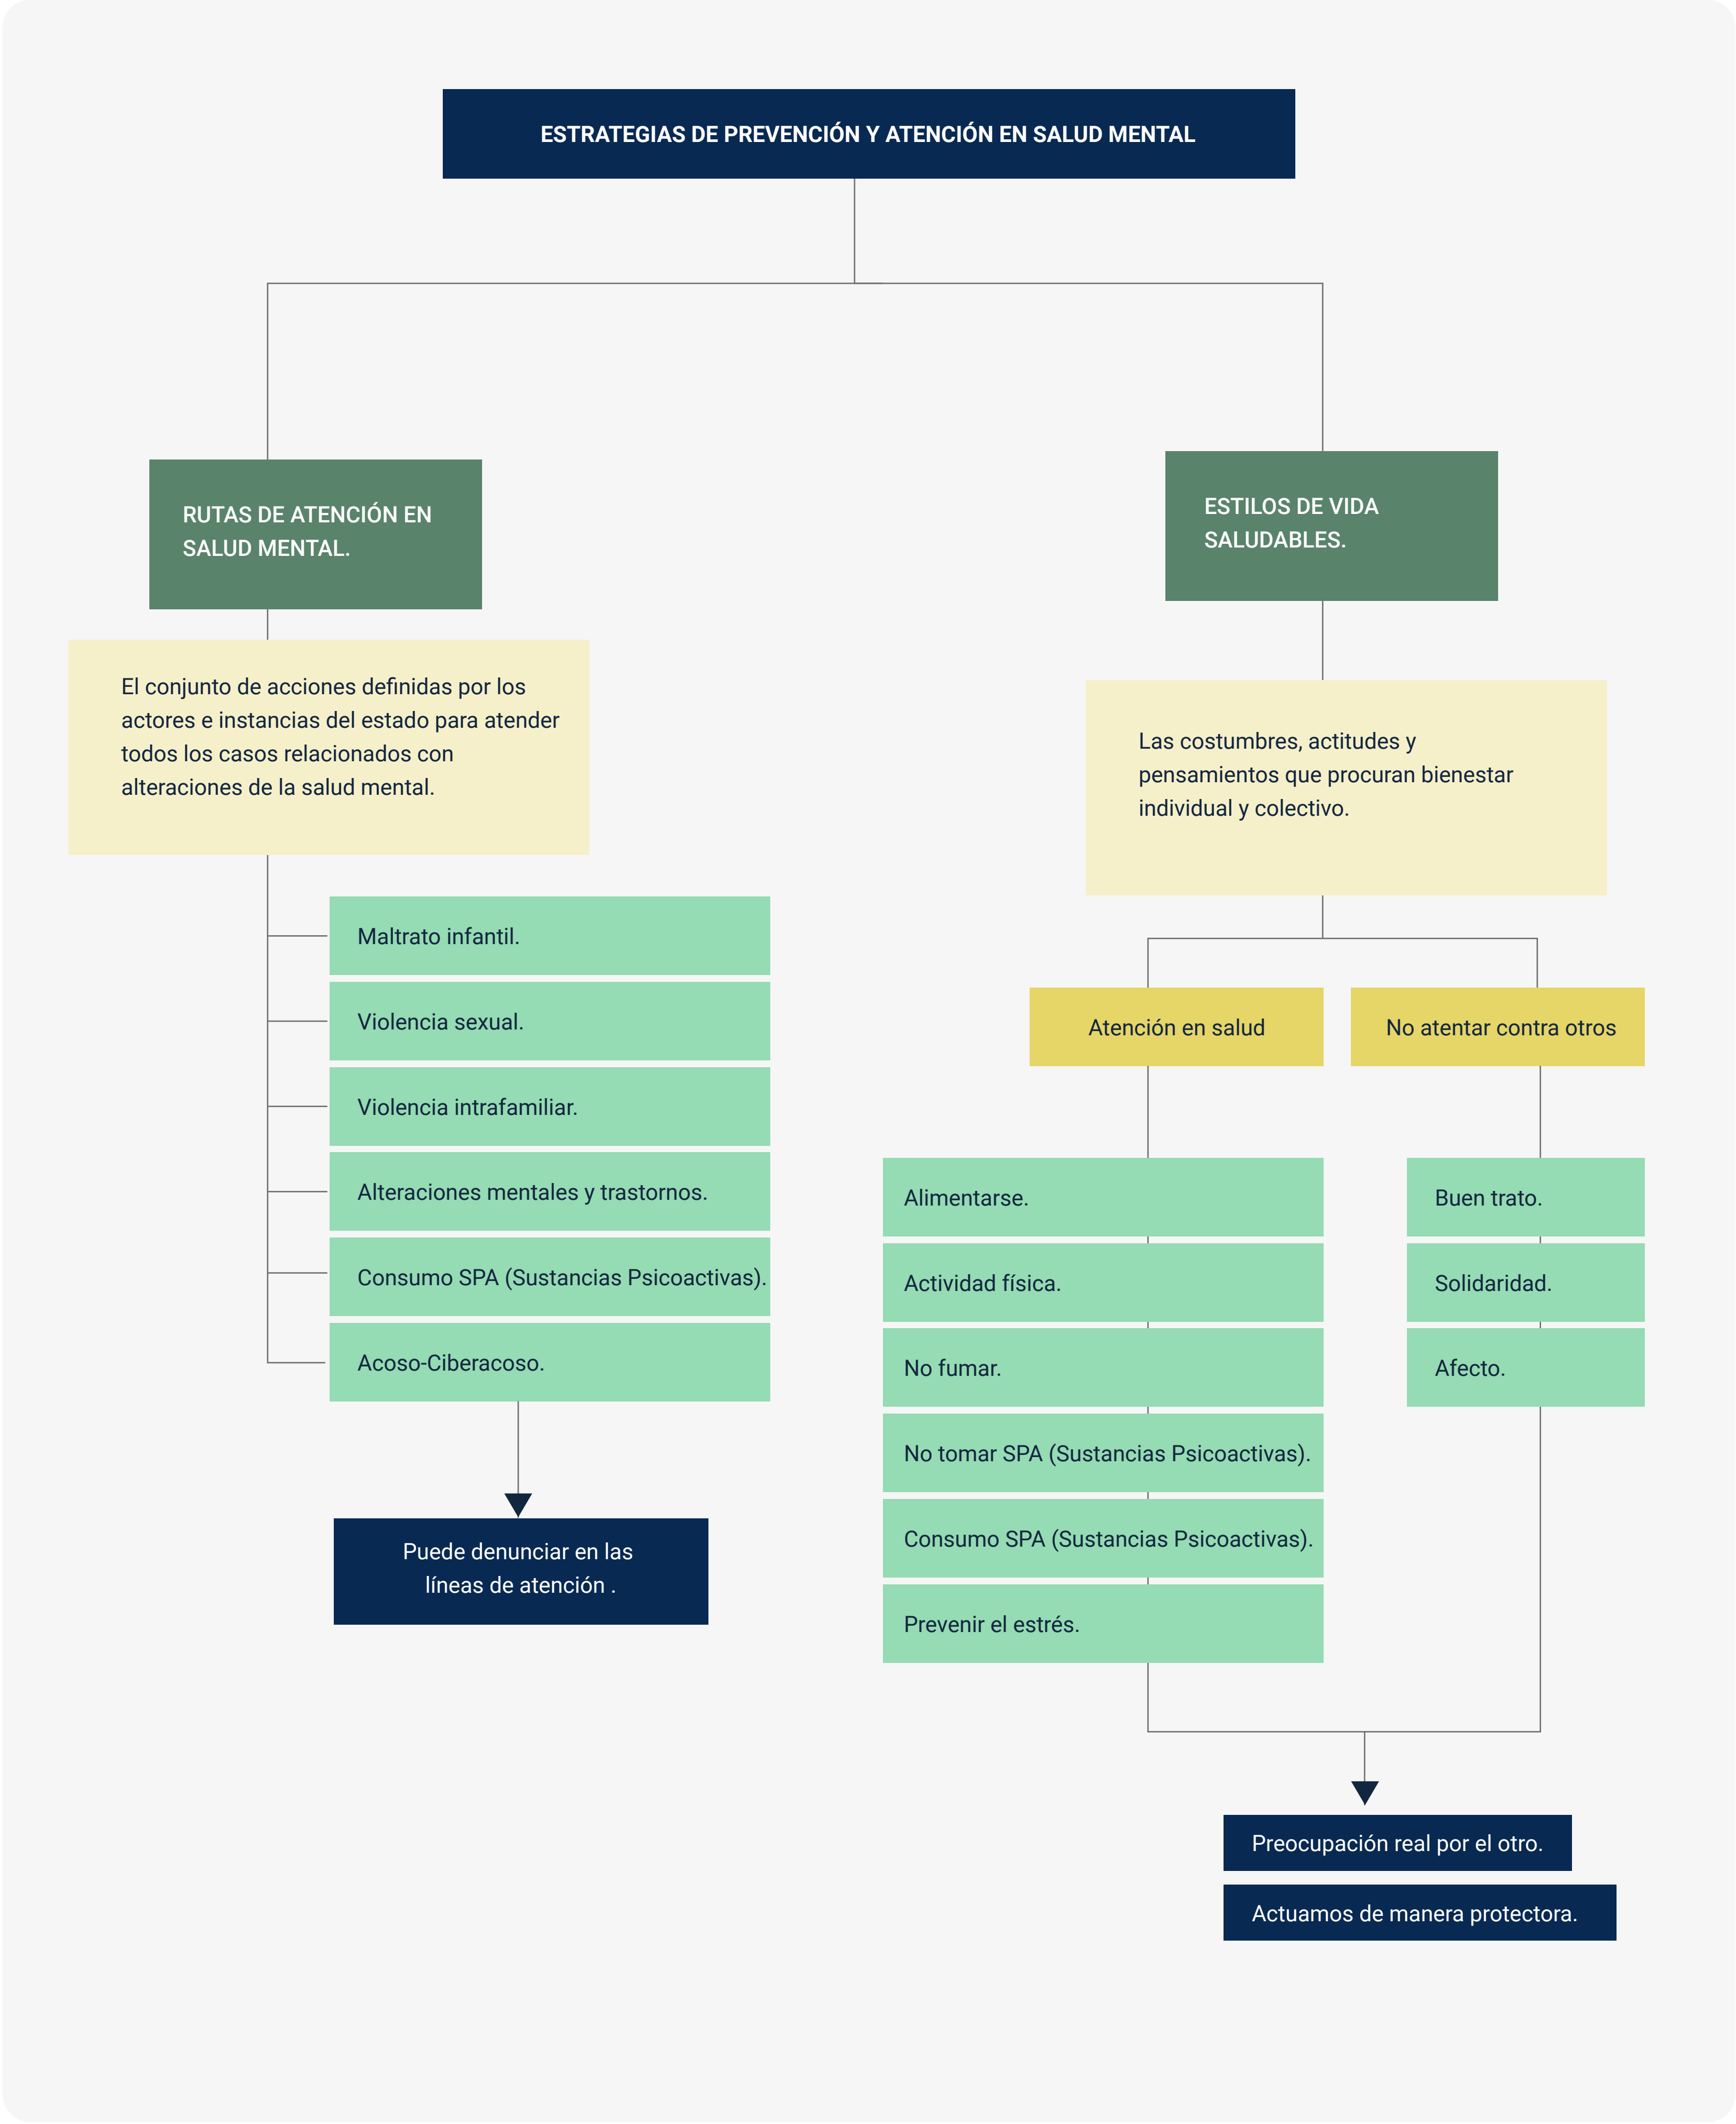 ESTRATEGIAS DE PREVENCIÓN Y ATENCIÓN EN SALUD MENTAL
RUTAS DE ATENCIÓN EN
SALUD MENTAL.
El conjunto de acciones definidas por los
actores e instancias del estado para atender
todos los casos relacionados con
alteraciones de la salud mental.
Maltrato infantil.
Violencia sexual.
Violencia intrafamiliar.
Alteraciones mentales y trastornos.
Consumo SPA (Sustancias Psicoactivas).
Acoso-Ciberacoso.
Puede denunciar en las
líneas de atención .
ESTILOS DE VIDA
SALUDABLES.
Las costumbres, actitudes y
pensamientos que procuran bienestar
individual y colectivo.
Atención en salud
Alimentarse.
Actividad física.
No fumar.
No tomar SPA (Sustancias Psicoactivas).
Consumo SPA (Sustancias Psicoactivas).
Prevenir el estrés.
No atentar contra otros
Buen trato.
Solidaridad.
Afecto.
Preocupación real por el otro.
Actuamos de manera protectora.